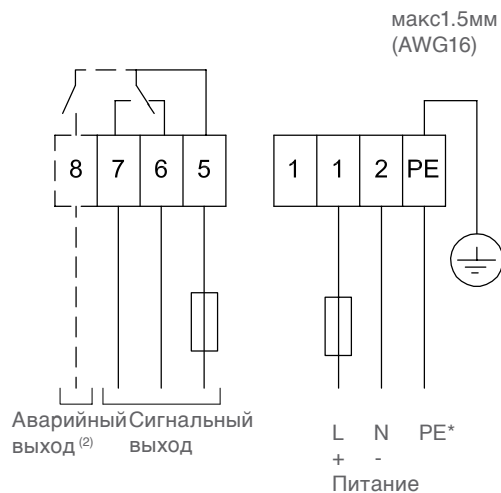 макс1.5мм
(AWG16)
8 7 6 5 1 1 2 PE
Аварийный Сигнальный
выход (2) выход
L N PE*
+ -
Питание